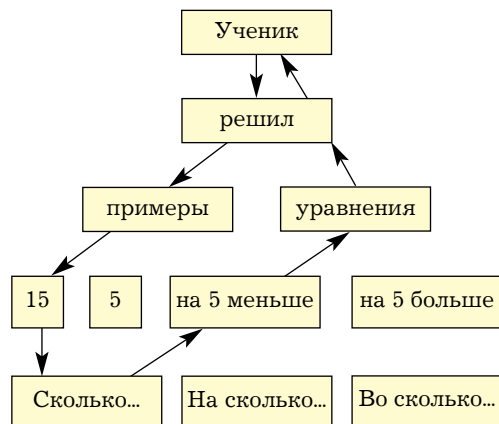 Ученик
решил
примеры
уравнения
15
5
на 5 меньше
на 5 больше
Сколько...
На сколько...
Во сколько...